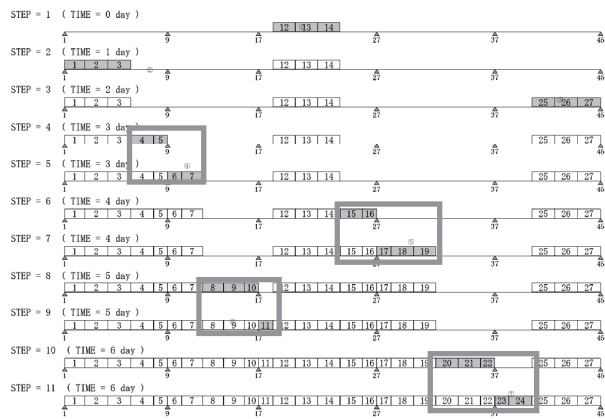 STEP = 1 ( TIME = 0 day )
12 13 14
1 9 17 27 37 45
STEP = 2 ( TIME = 1 day )
1 2 3 12 13 14
②
1 9 17 27 37 45
STEP = 3 ( TIME = 2 day )
1 2 3 12 13 14 25 26 27
1 9 17 27 37 45
STEP = 4 ( TIME = 3 day )
1 2 3 4 5 12 13 14 25 26 27
1 9 17 27 37 45
STEP = 5 ( TIME = 3 day )
④
1 2 3 4 5 6 7 12 13 14 25 26 27
1 9 17 27 37 45
STEP = 6 ( TIME = 4 day )
1 2 3 4 5 6 7 12 13 14 15 16 25 26 27
1 9 17 27 37 45
STEP = 7 ( TIME = 4 day )
⑤
1 2 3 4 5 6 7 12 13 14 15 16 17 18 19 25 26 27
1 9 17 27 37 45
STEP = 8 ( TIME = 5 day )
1 2 3 4 5 6 7 8 9 10 12 13 14 15 16 17 18 19 25 26 27
1 9 17 27 37 45
STEP = 9 ( TIME = 5 day )
1 2 3 4 5 6 7 8 9 10 11 12 13 14 15 16 17 18 19 25 26 27
1 9 17 27 37 45
STEP = 10 ( TIME = 6 day )
1 2 3 4 5 6 7 8 9 10 11 12 13 14 15 16 17 18 19 20 21 22 25 26 27
1 9 17 27 37 45
STEP = 11 ( TIME = 6 day )
1 2 3 4 5 6 7 8 9 10 11 12 13 14 15 16 17 18 19 20 21 22 23 24 25 26 27
1 9 17 27 37 45